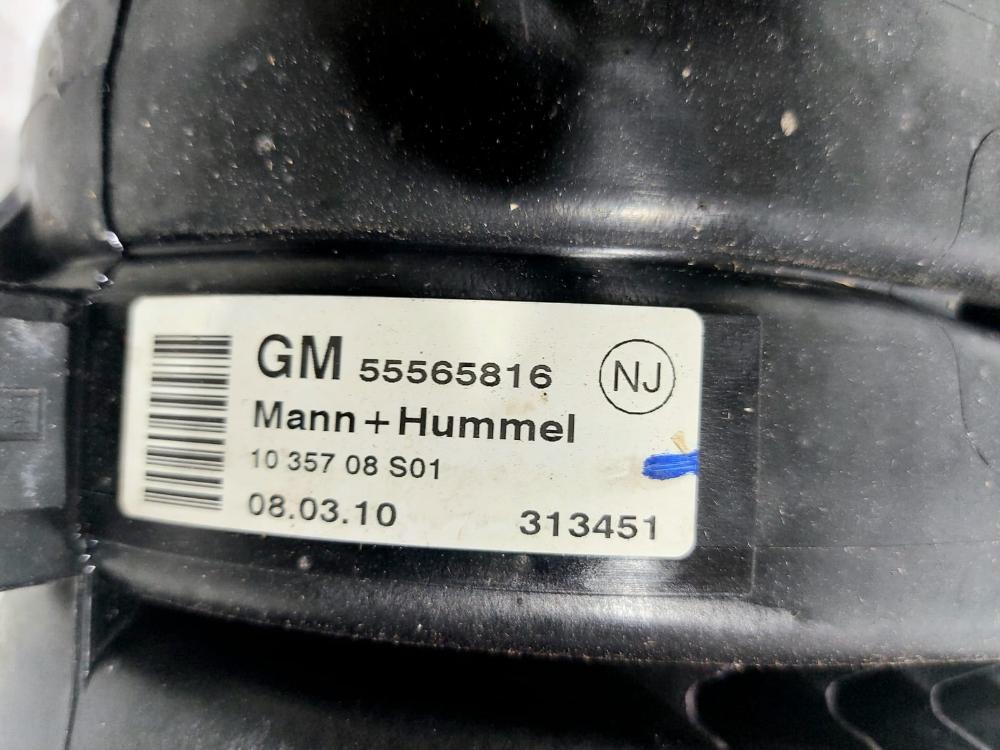 GM 55565816 NJ
Mann+Hummel
10 357 08 S01
08.03.10 313451